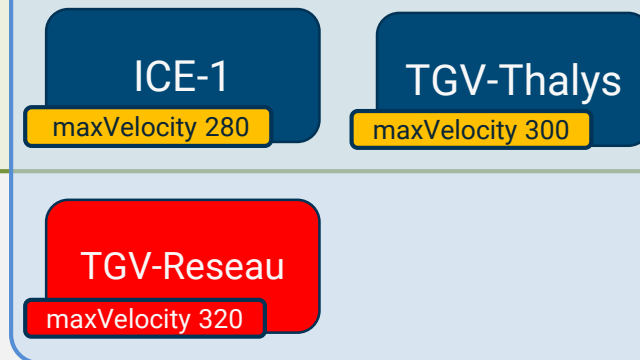 ICE-1
maxVelocity 280
TGV-Thalys
maxVelocity 300
TGV-Reseau
maxVelocity 320